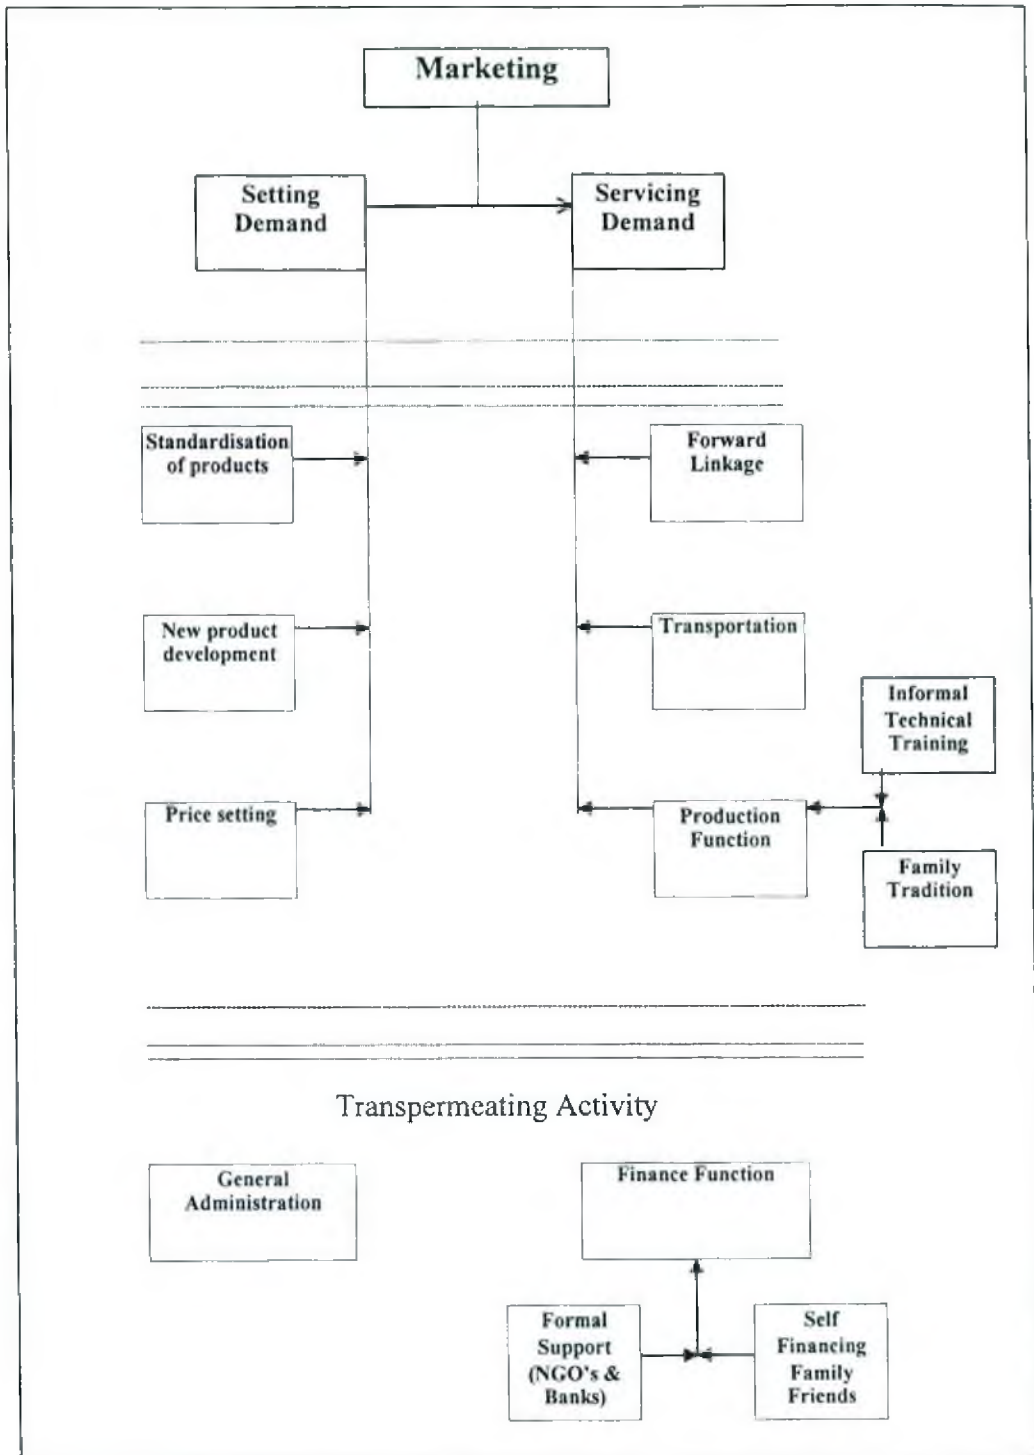 Marketing
Setting
Demand
Servicing
Demand
Standardisation
of products
Forward
Linkage
New product
development
Transportation
Informal
Technical
Training
Price setting
Production
Function
Family
Tradition
Transpermeating Activity
General
Administration
Finance Function
Formal
Support
(NGO's &
Banks)
Self
Financing
Family
Friends